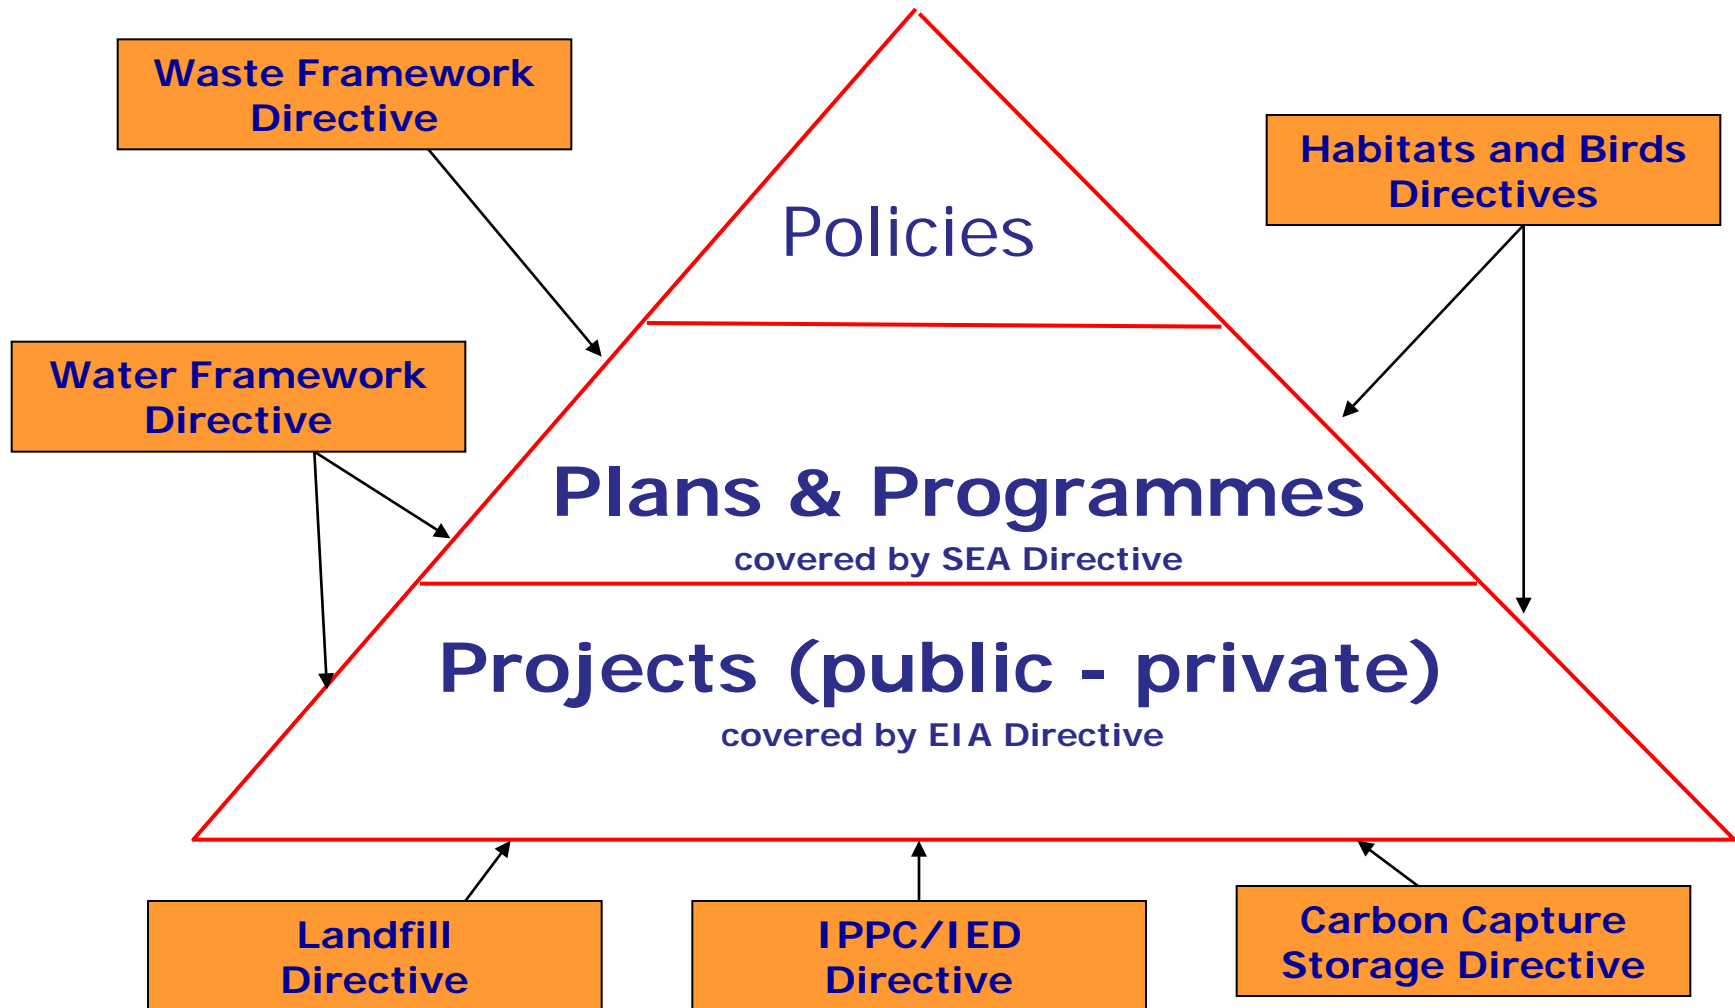 Waste Framework
Directive
Habitats and Birds
Directives
Policies
Water Framework
Directive
Plans & Programmes
covered by SEA Directive
Projects (public - private)
covered by EIA Directive
Landfill
Directive
IPPC/IED
Directive
Carbon Capture
Storage Directive